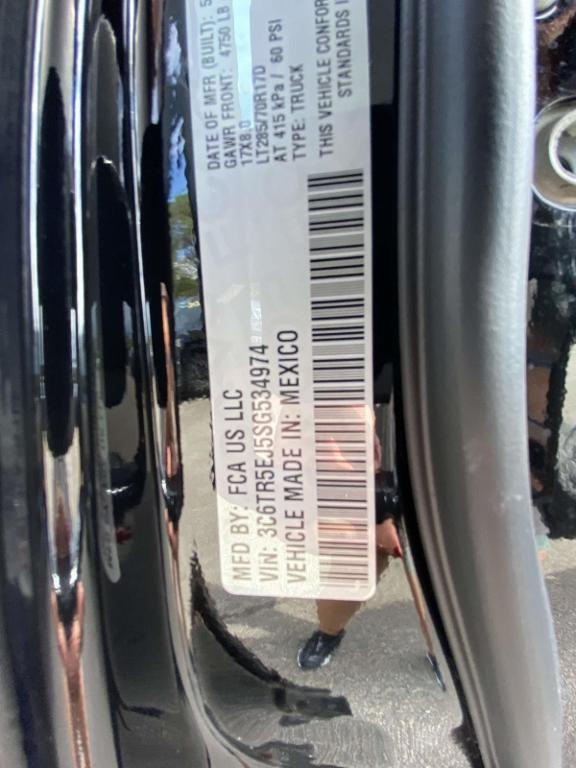 MFD BY: FCA US LLC
VIN: 3C6TR5EJ5SG534974
VEHICLE MADE IN: MEXICO
DATE OF MFR (BUILT): 5
GAWR FRONT: 4750 LB
17X8.0
LT285/70R17D
AT 415 kPa / 60 PSI
TYPE: TRUCK
THIS VEHICLE CONFOR
STANDARDS I